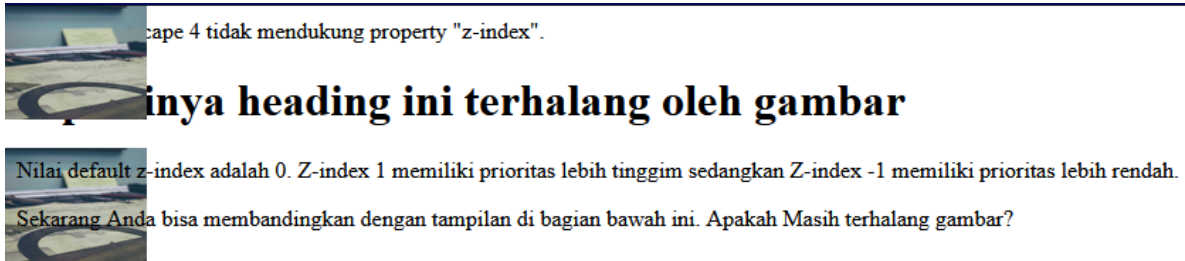 cape 4 tidak mendukung property "z-index".
inya heading ini terhalang oleh gambar
Nilai default z-index adalah 0. Z-index 1 memiliki prioritas lebih tinggim sedangkan Z-index -1 memiliki prioritas lebih rendah.
Sekarang Anda bisa membandingkan dengan tampilan di bagian bawah ini. Apakah Masih terhalang gambar?